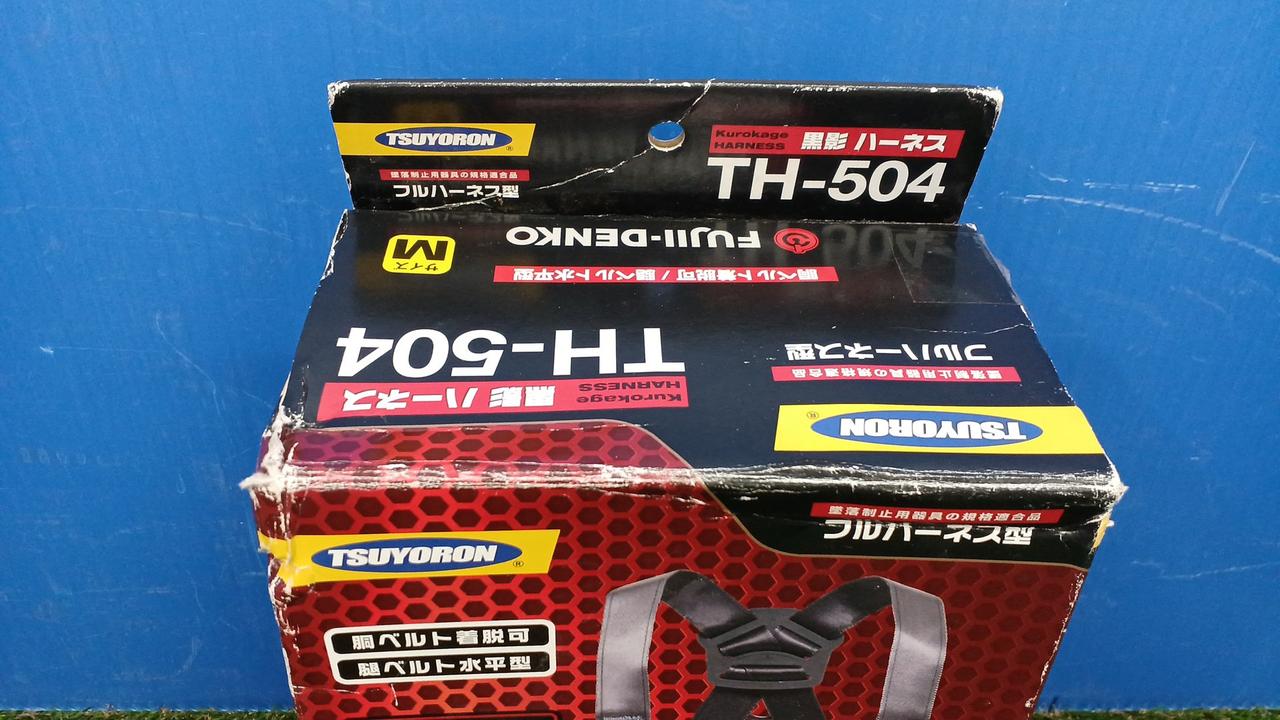 TSUYORON®
墜落制止用器具の規格適合品
フルハーネス型
Kurokage
HARNESS
黒影 ハーネス
TH-504
サイズ
M
FUJII-DENKO
胴ベルト着脱可 / 腿ベルト水平型
TH-504
Kurokage
HARNESS
黒影 ハーネス
フルハーネス型
墜落制止用器具の規格適合品
TSUYORON®
墜落制止用器具の規格適合品
フルハーネス型
TSUYORON®
胴ベルト着脱可
腿ベルト水平型